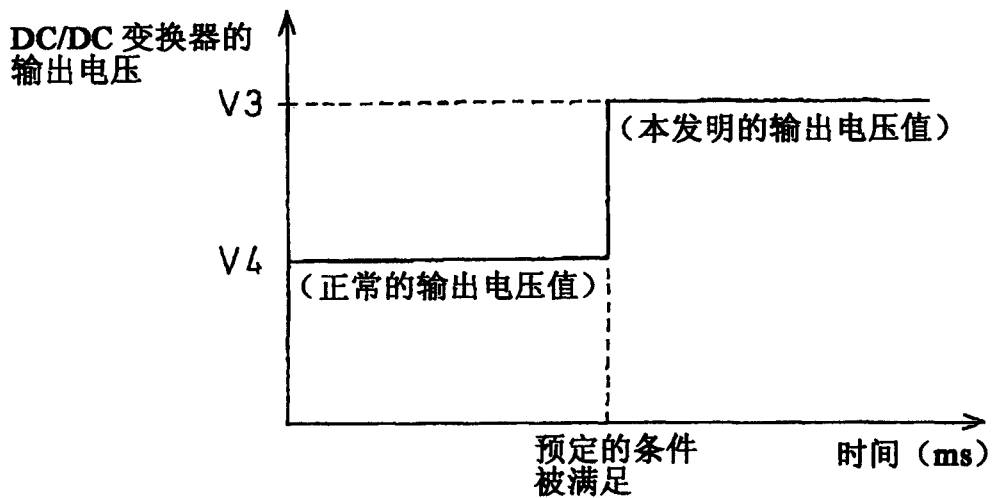 DC/DC 变换器的
输出电压
V3
（本发明的输出电压值）
V4
（正常的输出电压值）
预定的条件
被满足
时间（ms）